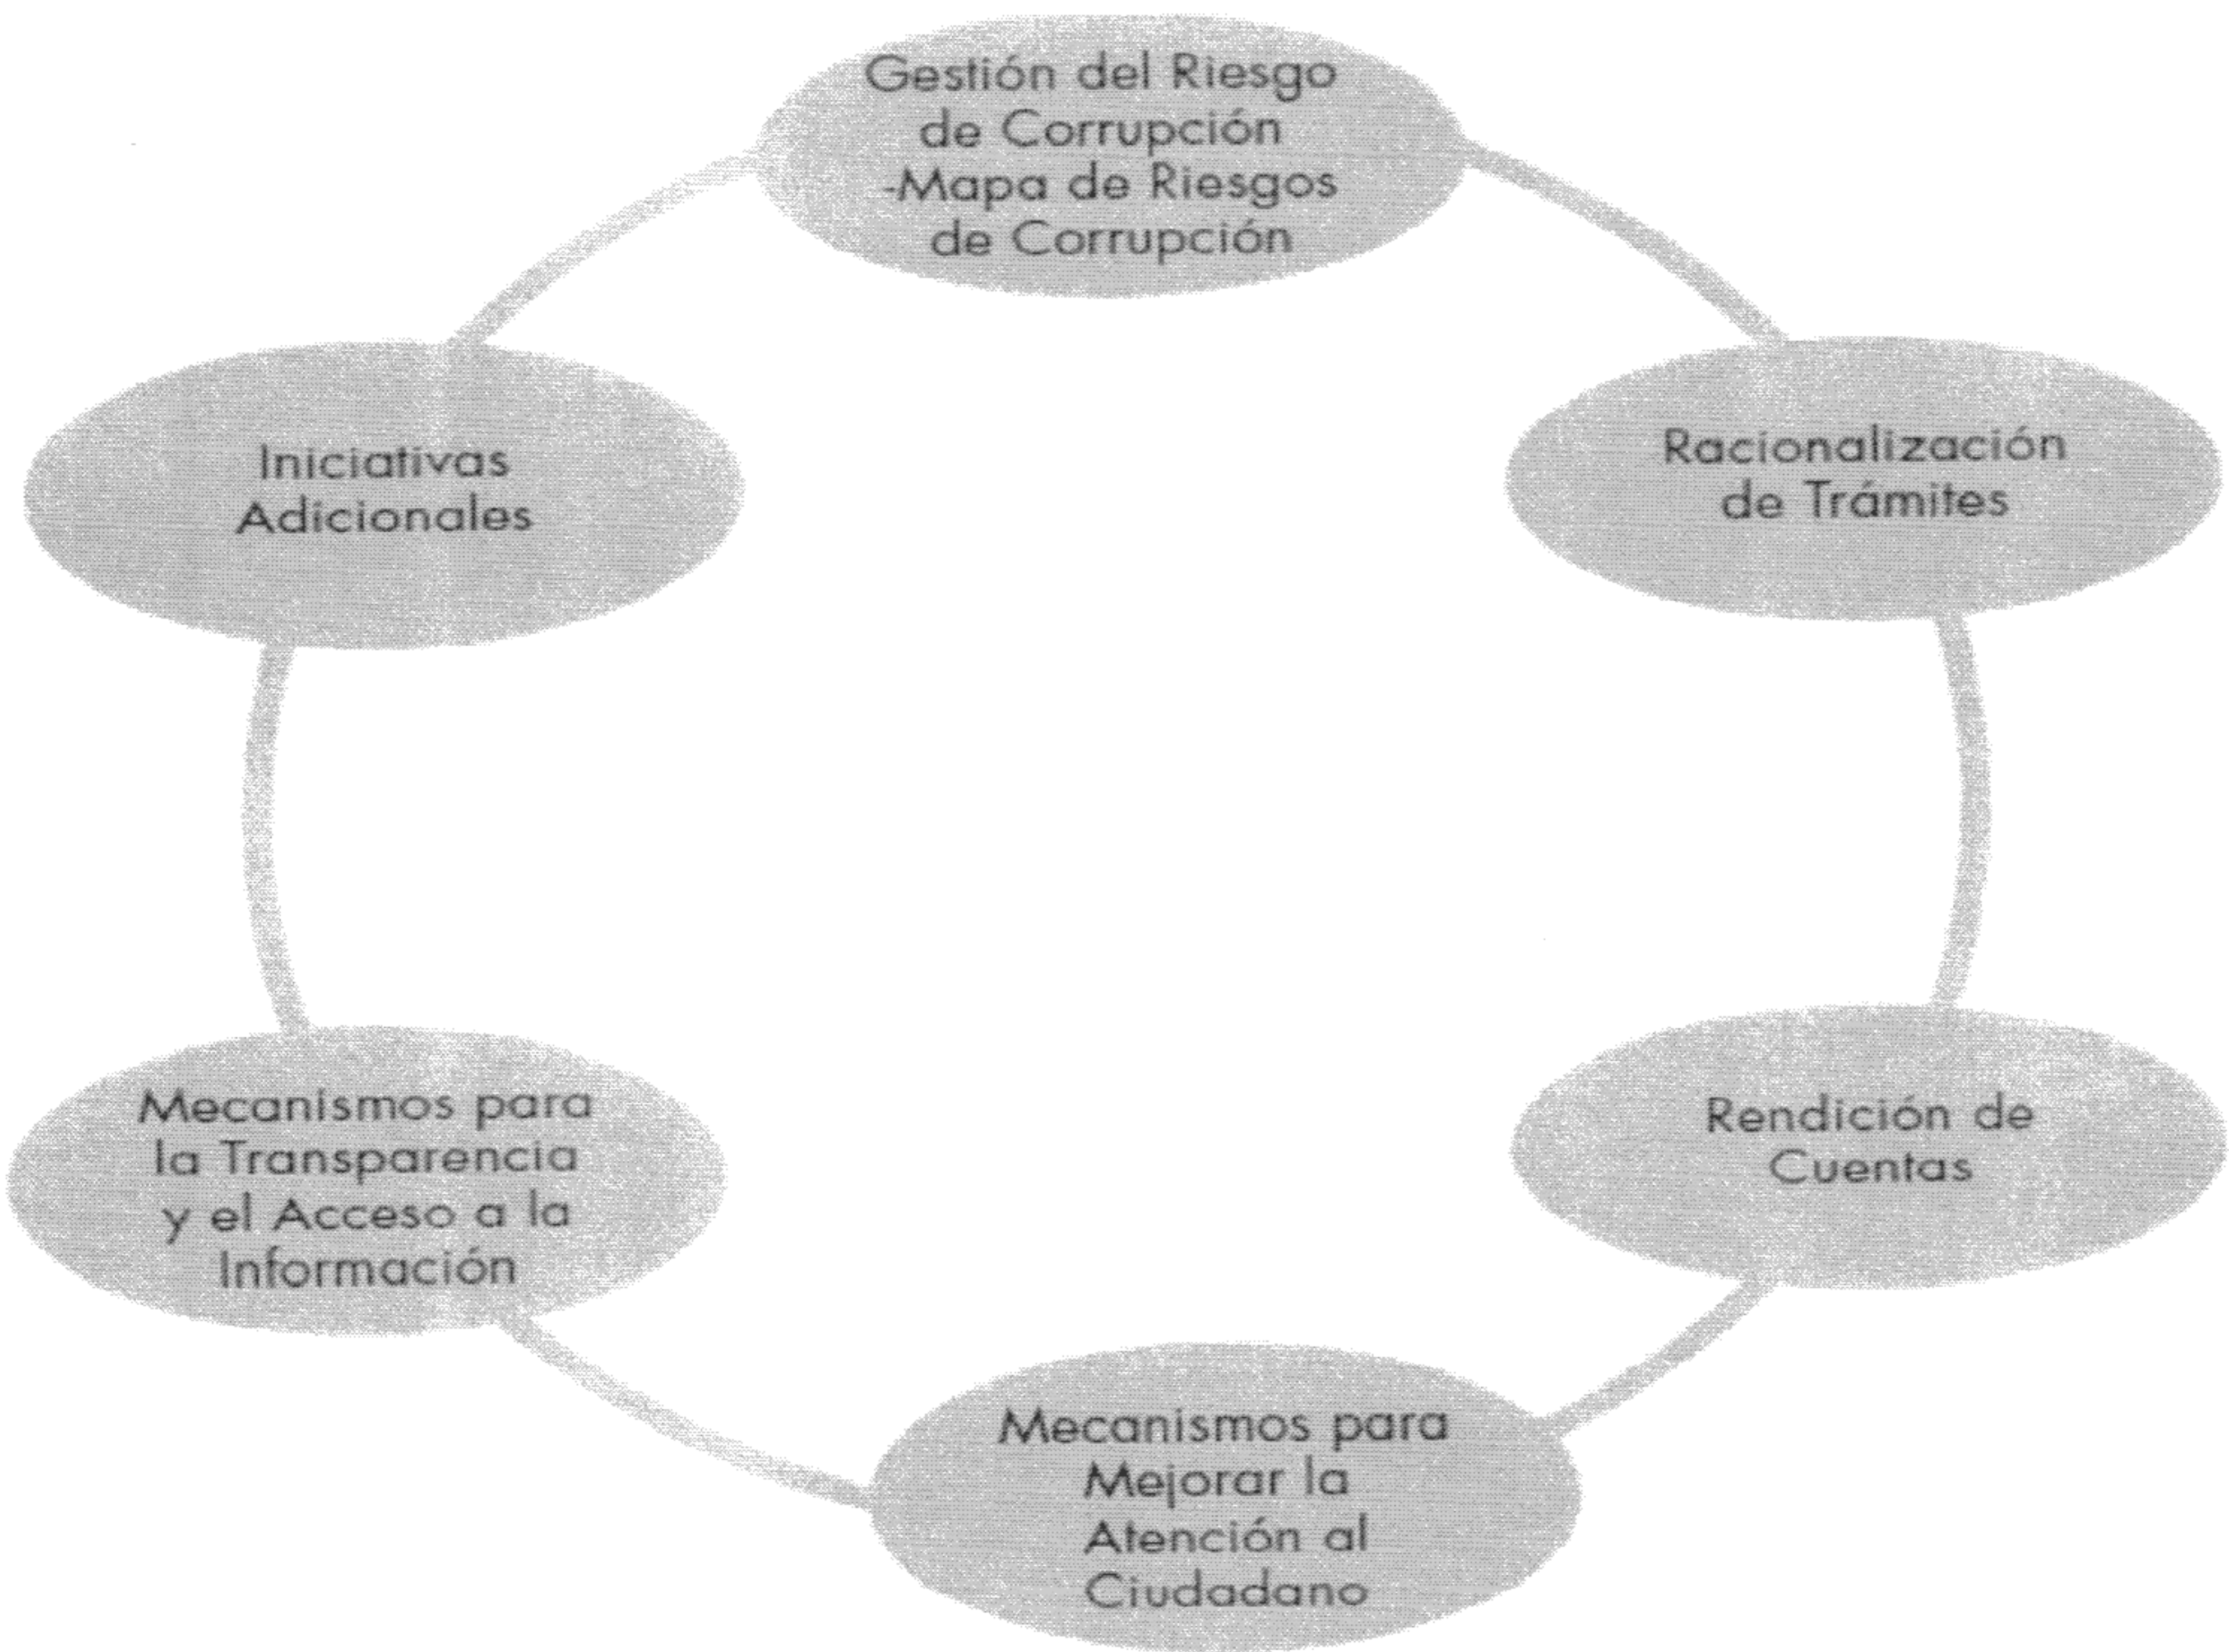 Gestión del Riesgo
de Corrupción
-Mapa de Riesgos
de Corrupción
Racionalización
de Trámites
Rendición de
Cuentas
Mecanismos para
Mejorar la
Atención al
Ciudadano
Mecanismos para
la Transparencia
y el Acceso a la
Información
Iniciativas
Adicionales